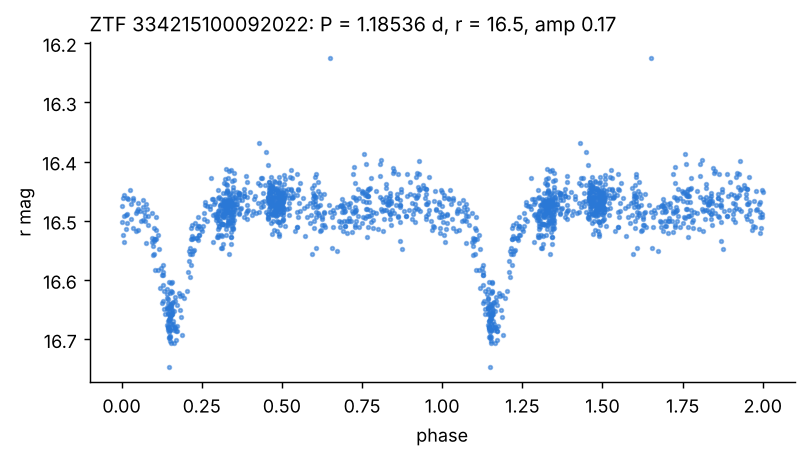 ZTF 334215100092022: P = 1.18536 d, r = 16.5, amp 0.17
16.2
16.3
16.4
16.5
16.6
16.7
r mag
0.00 0.25 0.50 0.75 1.00 1.25 1.50 1.75 2.00
phase